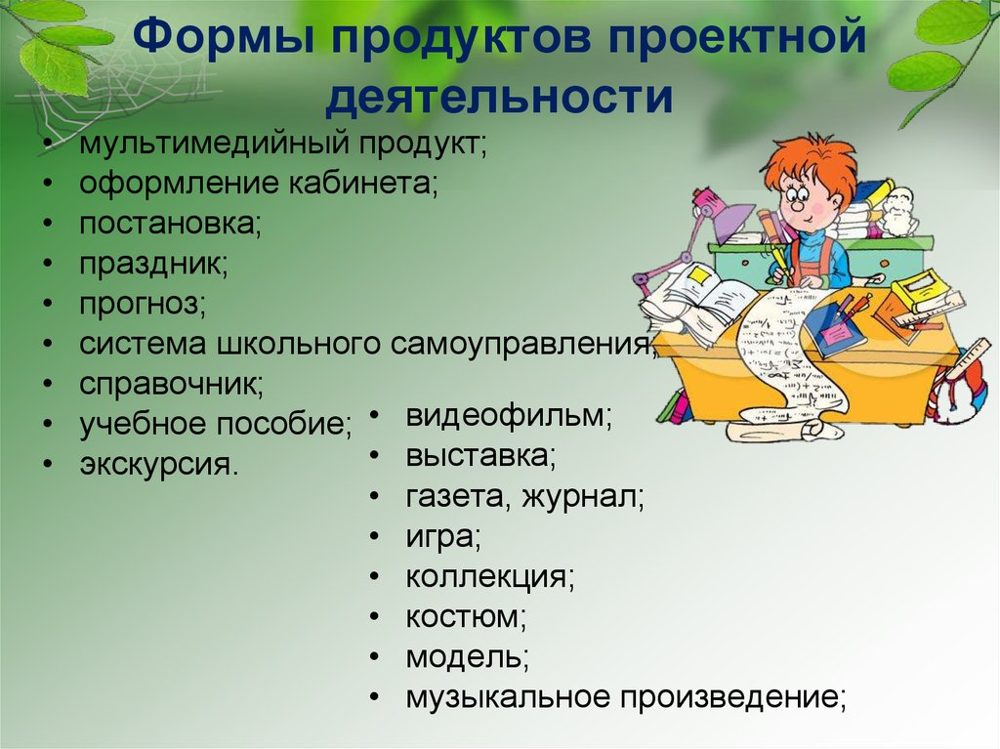 Формы продуктов проектной
деятельности
• мультимедийный продукт;
• оформление кабинета;
• постановка;
• праздник;
• прогноз;
• система школьного самоуправления;
• справочник;
• учебное пособие;
• экскурсия.
• видеофильм;
• выставка;
• газета, журнал;
• игра;
• коллекция;
• костюм;
• модель;
• музыкальное произведение;